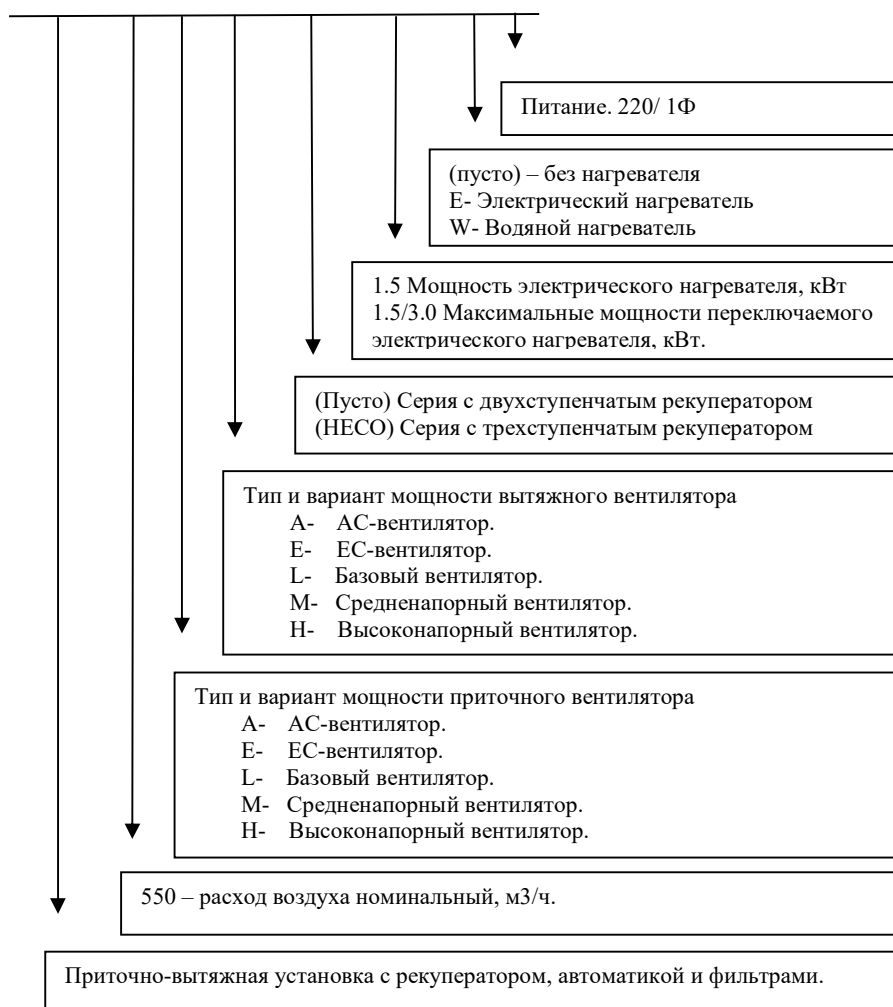 Питание. 220/ 1Ф
(пусто) – без нагревателя
Е- Электрический нагреватель
W- Водяной нагреватель
1.5 Мощность электрического нагревателя, кВт
1.5/3.0 Максимальные мощности переключаемого
электрического нагревателя, кВт.
(Пусто) Серия с двухступенчатым рекуператором
(HECO) Серия с трехступенчатым рекуператором
Тип и вариант мощности вытяжного вентилятора
A- АС-вентилятор.
E- ЕС-вентилятор.
L- Базовый вентилятор.
M- Средненапорный вентилятор.
H- Высоконапорный вентилятор.
Тип и вариант мощности приточного вентилятора
A- АС-вентилятор.
E- ЕС-вентилятор.
L- Базовый вентилятор.
M- Средненапорный вентилятор.
H- Высоконапорный вентилятор.
550 – расход воздуха номинальный, м3/ч.
Приточно-вытяжная установка с рекуператором, автоматикой и фильтрами.